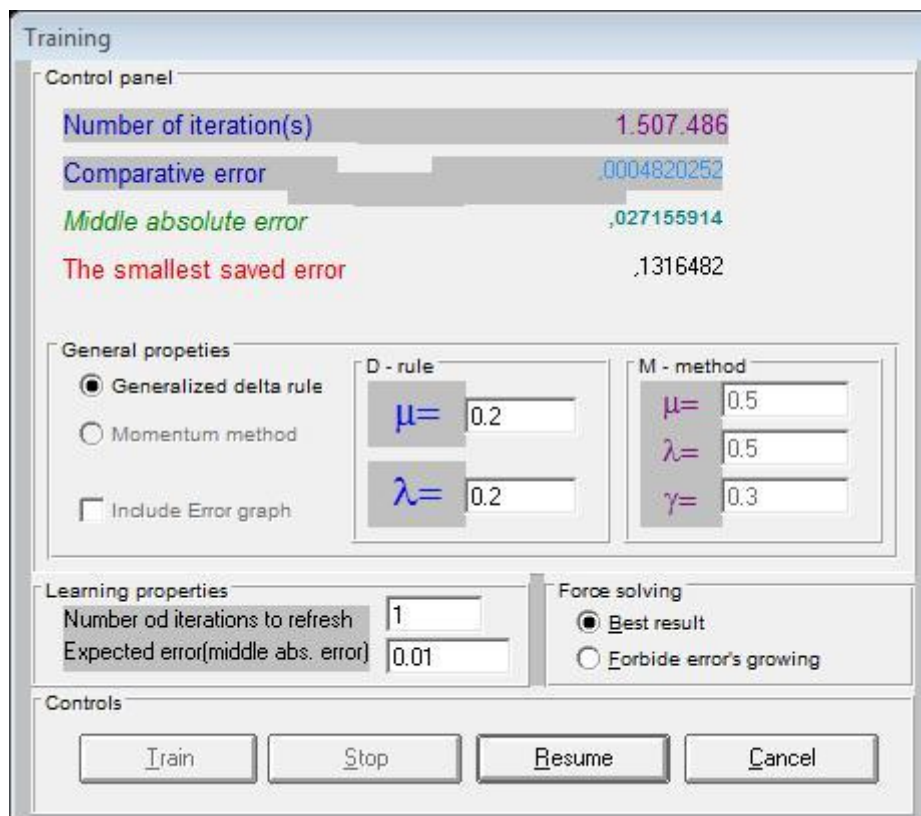 Training
Control panel
Number of iteration(s) 1.507.486
Comparative error ,0004820252
Middle absolute error ,027155914
The smallest saved error ,1316482
General propeties
Generalized delta rule
Momentum method
Include Error graph
D - rule
μ= 0.2
λ= 0.2
M - method
μ= 0.5
λ= 0.5
γ= 0.3
Learning properties
Number od iterations to refresh 1
Expected error(middle abs. error) 0.01
Force solving
Best result
Forbide error's growing
Controls
Train Stop Resume Cancel